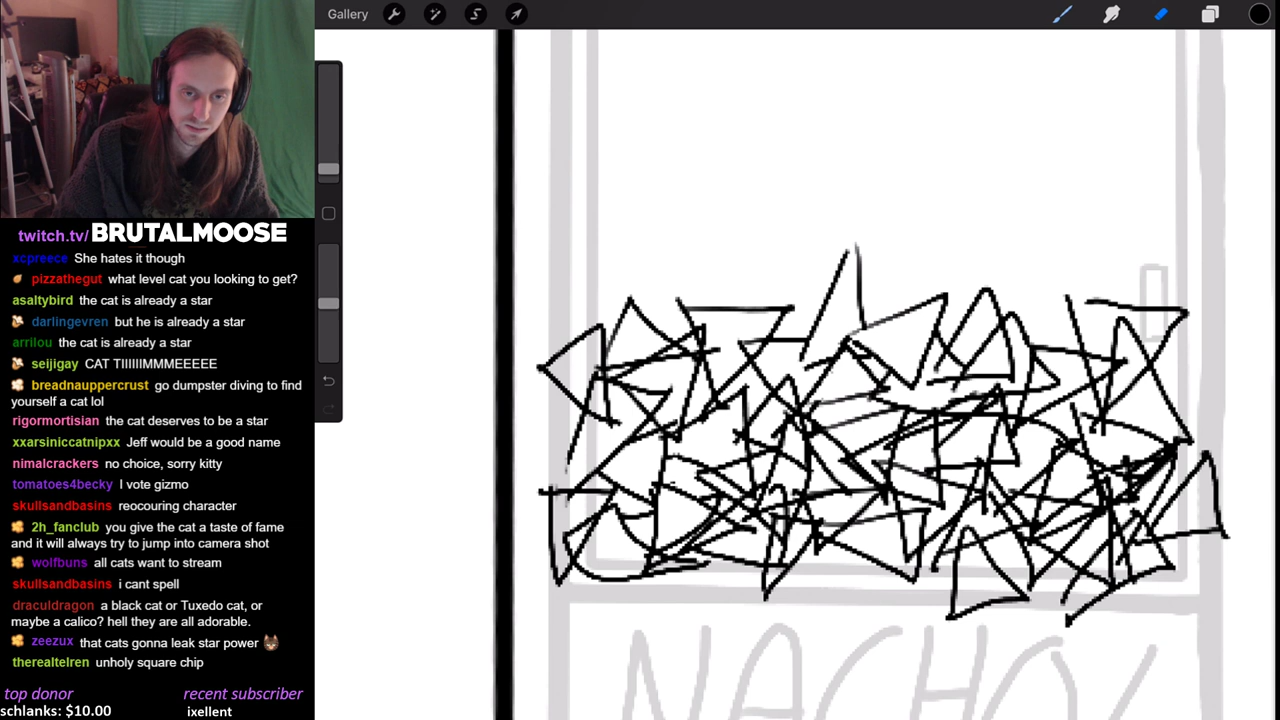 Gallery
twitch.tv/BRUTALMOOSE
xcpreece She hates it though
pizzathegut what level cat you looking to get?
asaltybird the cat is already a star
darlingevren but he is already a star
arrilou the cat is already a star
seijigay CAT TIIIIIMMMEEEEE
breadnauppercrust go dumpster diving to find
yourself a cat lol
rigormortisian the cat deserves to be a star
xxarsiniccatnipxx Jeff would be a good name
nimalcrackers no choice, sorry kitty
tomatoes4becky I vote gizmo
skullsandbasins reocouring character
2h_fanclub you give the cat a taste of fame
and it will always try to jump into camera shot
wolfbuns all cats want to stream
skullsandbasins i cant spell
draculdragon a black cat or Tuxedo cat, or
maybe a calico? hell they are all adorable.
zeezux that cats gonna leak star power
therealtelren unholy square chip
top donor
recent subscriber
schlanks: $10.00
ixellent
NACHO